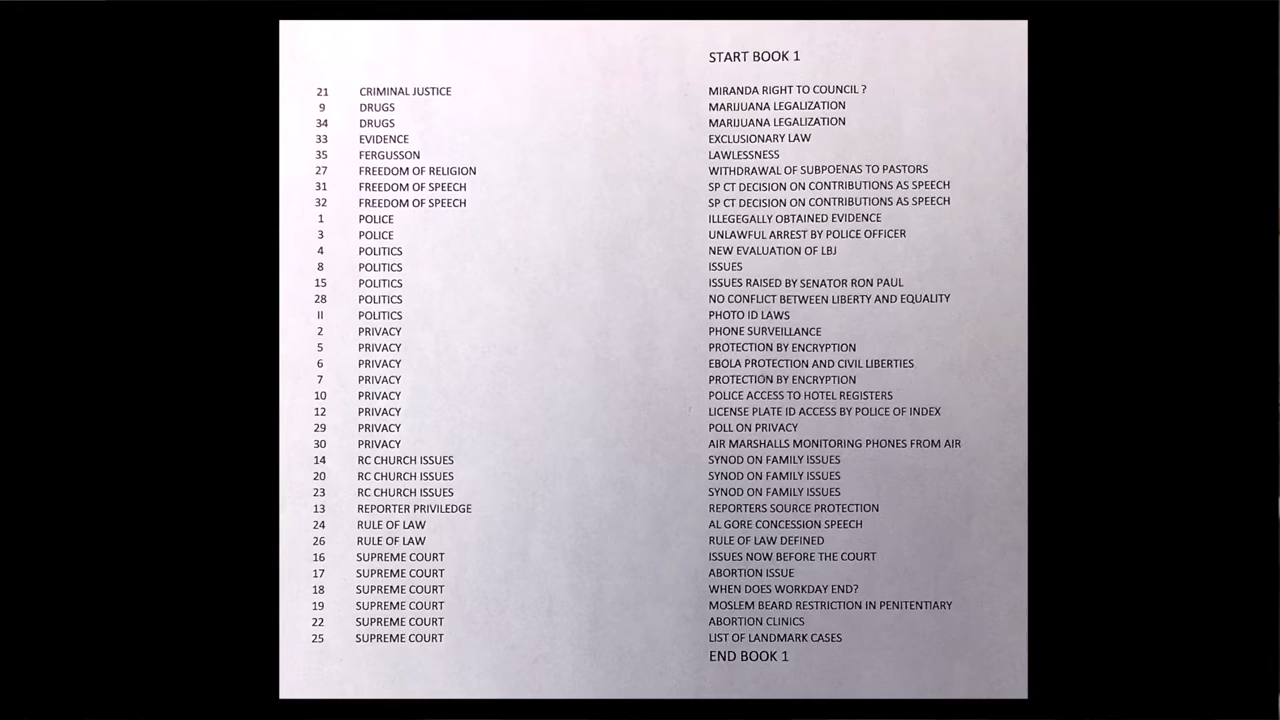 START BOOK 1
21 CRIMINAL JUSTICE MIRANDA RIGHT TO COUNCIL ?
9 DRUGS MARIJUANA LEGALIZATION
34 DRUGS MARIJUANA LEGALIZATION
33 EVIDENCE EXCLUSIONARY LAW
35 FERGUSSON LAWLESSNESS
27 FREEDOM OF RELIGION WITHDRAWAL OF SUBPOENAS TO PASTORS
31 FREEDOM OF SPEECH SP CT DECISION ON CONTRIBUTIONS AS SPEECH
32 FREEDOM OF SPEECH SP CT DECISION ON CONTRIBUTIONS AS SPEECH
1 POLICE ILLEGEGALLY OBTAINED EVIDENCE
3 POLICE UNLAWFUL ARREST BY POLICE OFFICER
4 POLITICS NEW EVALUATION OF LBJ
8 POLITICS ISSUES
15 POLITICS ISSUES RAISED BY SENATOR RON PAUL
28 POLITICS NO CONFLICT BETWEEN LIBERTY AND EQUALITY
II POLITICS PHOTO ID LAWS
2 PRIVACY PHONE SURVEILLANCE
5 PRIVACY PROTECTION BY ENCRYPTION
6 PRIVACY EBOLA PROTECTION AND CIVIL LIBERTIES
7 PRIVACY PROTECTION BY ENCRYPTION
10 PRIVACY POLICE ACCESS TO HOTEL REGISTERS
12 PRIVACY LICENSE PLATE ID ACCESS BY POLICE OF INDEX
29 PRIVACY POLL ON PRIVACY
30 PRIVACY AIR MARSHALLS MONITORING PHONES FROM AIR
14 RC CHURCH ISSUES SYNOD ON FAMILY ISSUES
20 RC CHURCH ISSUES SYNOD ON FAMILY ISSUES
23 RC CHURCH ISSUES SYNOD ON FAMILY ISSUES
13 REPORTER PRIVILEDGE REPORTERS SOURCE PROTECTION
24 RULE OF LAW AL GORE CONCESSION SPEECH
26 RULE OF LAW RULE OF LAW DEFINED
16 SUPREME COURT ISSUES NOW BEFORE THE COURT
17 SUPREME COURT ABORTION ISSUE
18 SUPREME COURT WHEN DOES WORKDAY END?
19 SUPREME COURT MOSLEM BEARD RESTRICTION IN PENITENTIARY
22 SUPREME COURT ABORTION CLINICS
25 SUPREME COURT LIST OF LANDMARK CASES
END BOOK 1